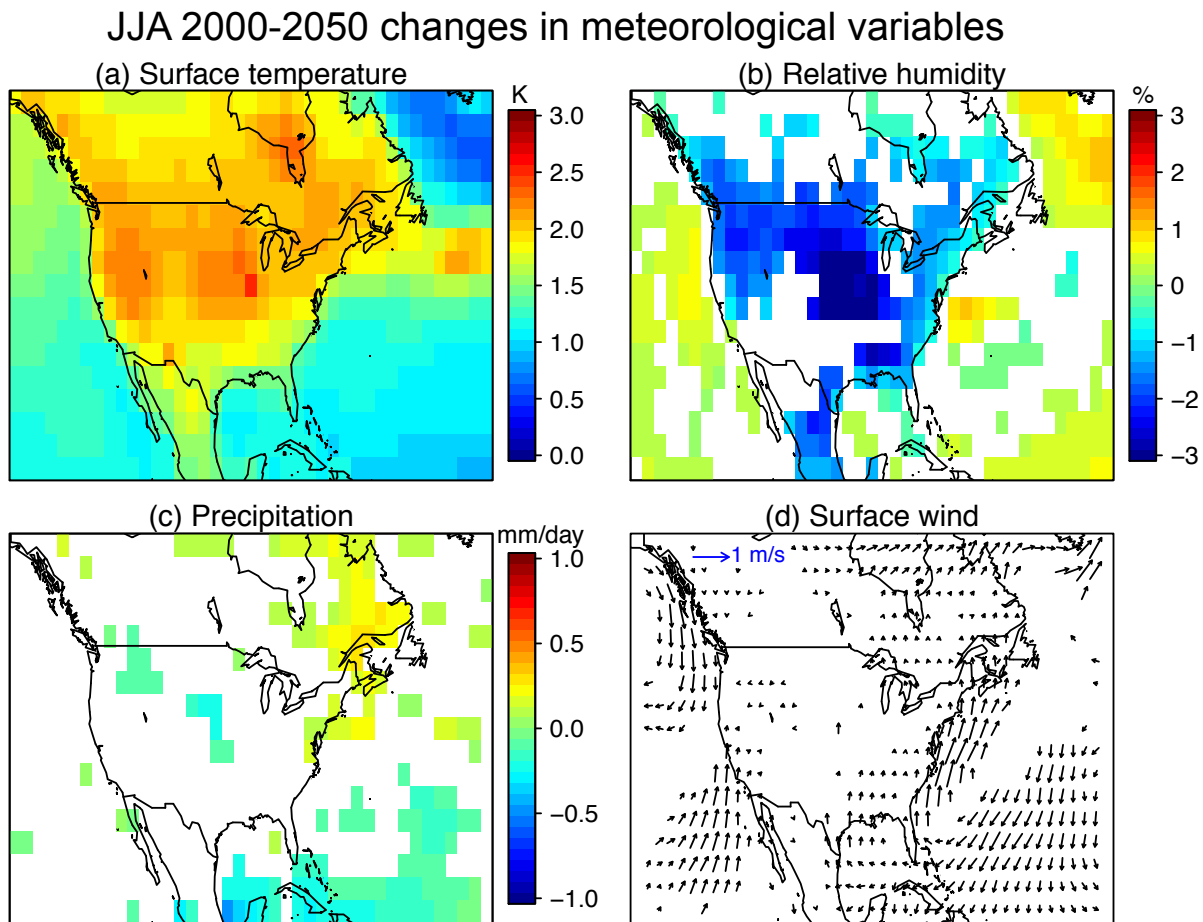 JJA 2000-2050 changes in meteorological variables
(a) Surface temperature
K
3.0
2.5
2.0
1.5
1.0
0.5
0.0
(b) Relative humidity
%
3
2
1
0
−1
−2
−3
(c) Precipitation
mm/day
1.0
0.5
0.0
−0.5
−1.0
(d) Surface wind
1 m/s